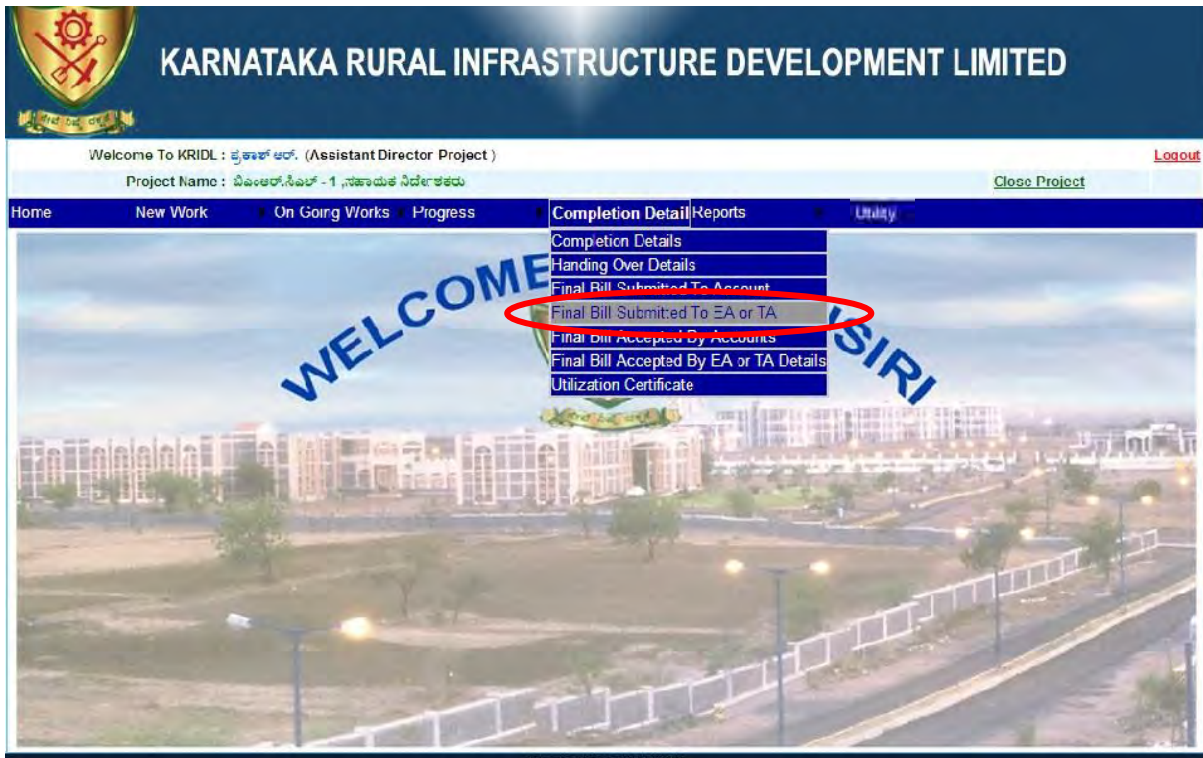 KARNATAKA RURAL INFRASTRUCTURE DEVELOPMENT LIMITED
Welcome To KRIDL : ಪ್ರಕಾಶ್ ಆರ್. (Assistant Director Project ) Logout
Project Name : ಬಿಎಂಆರ್.ಸಿಎಲ್ - 1 ,ಸಹಾಯಕ ನಿರ್ದೇಶಕರು Close Project
Home New Work On Going Works Progress Completion Detail Reports Utility
Completion Details
Handing Over Details
Final Bill Submitted To Account
Final Bill Submitted To EA or TA
Final Bill Accepted By Accounts
Final Bill Accepted By EA or TA Details
Utilization Certificate
WELCOME
SIRI